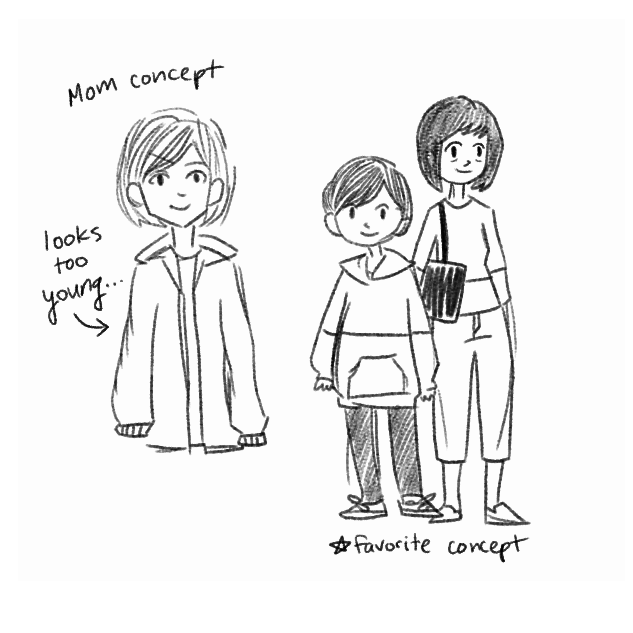 Mom concept
looks
too
young...
☆favorite concept